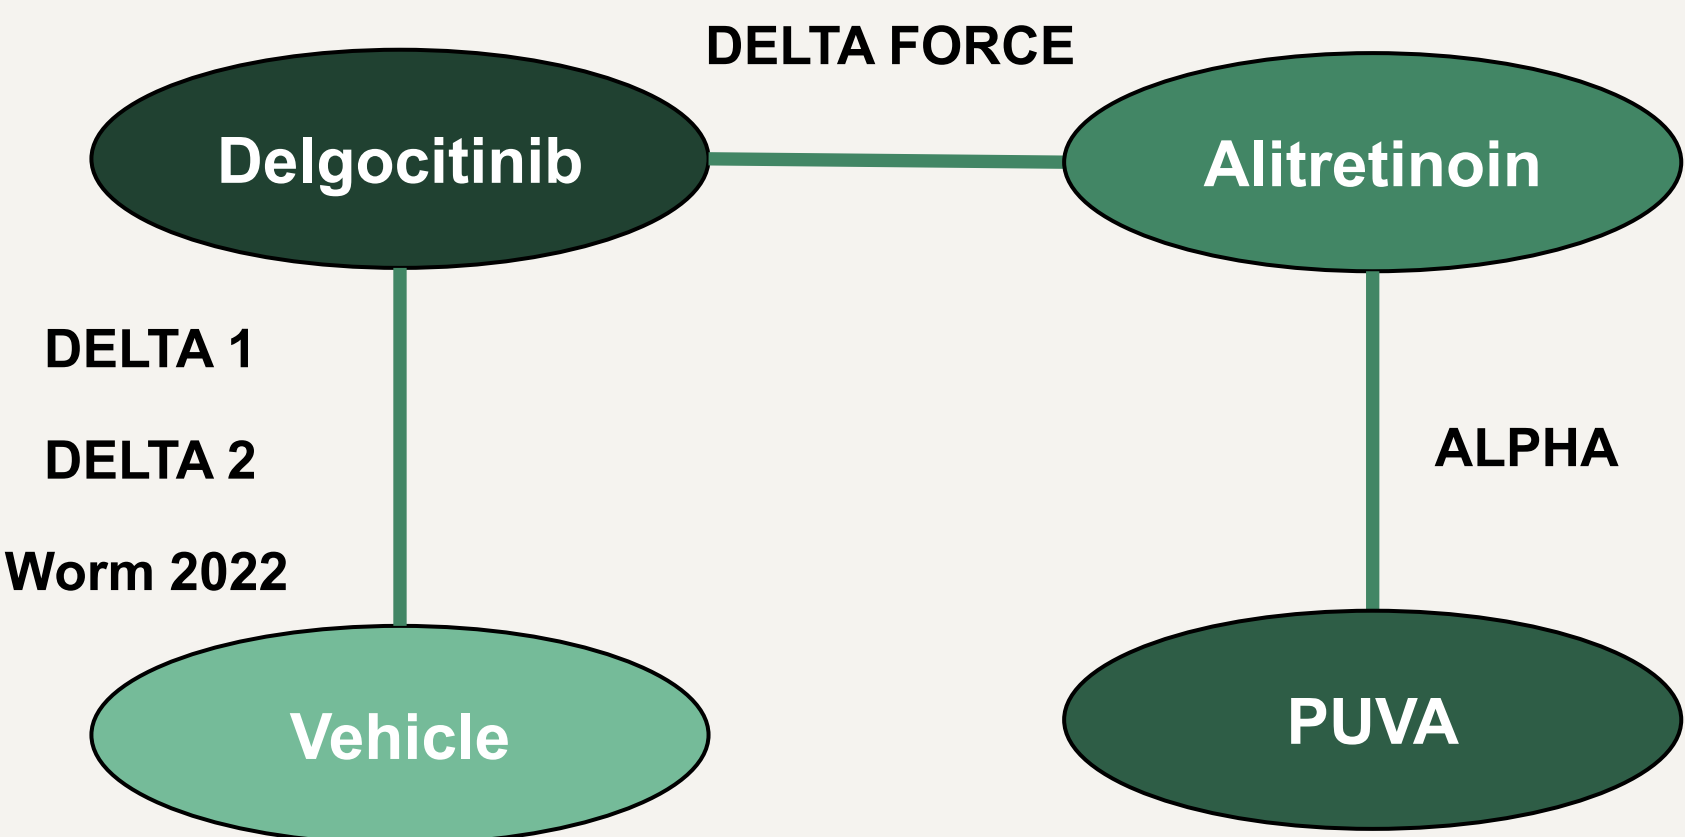 DELTA FORCE
Delgocitinib
Alitretinoin
DELTA 1
DELTA 2
Worm 2022
ALPHA
Vehicle
PUVA